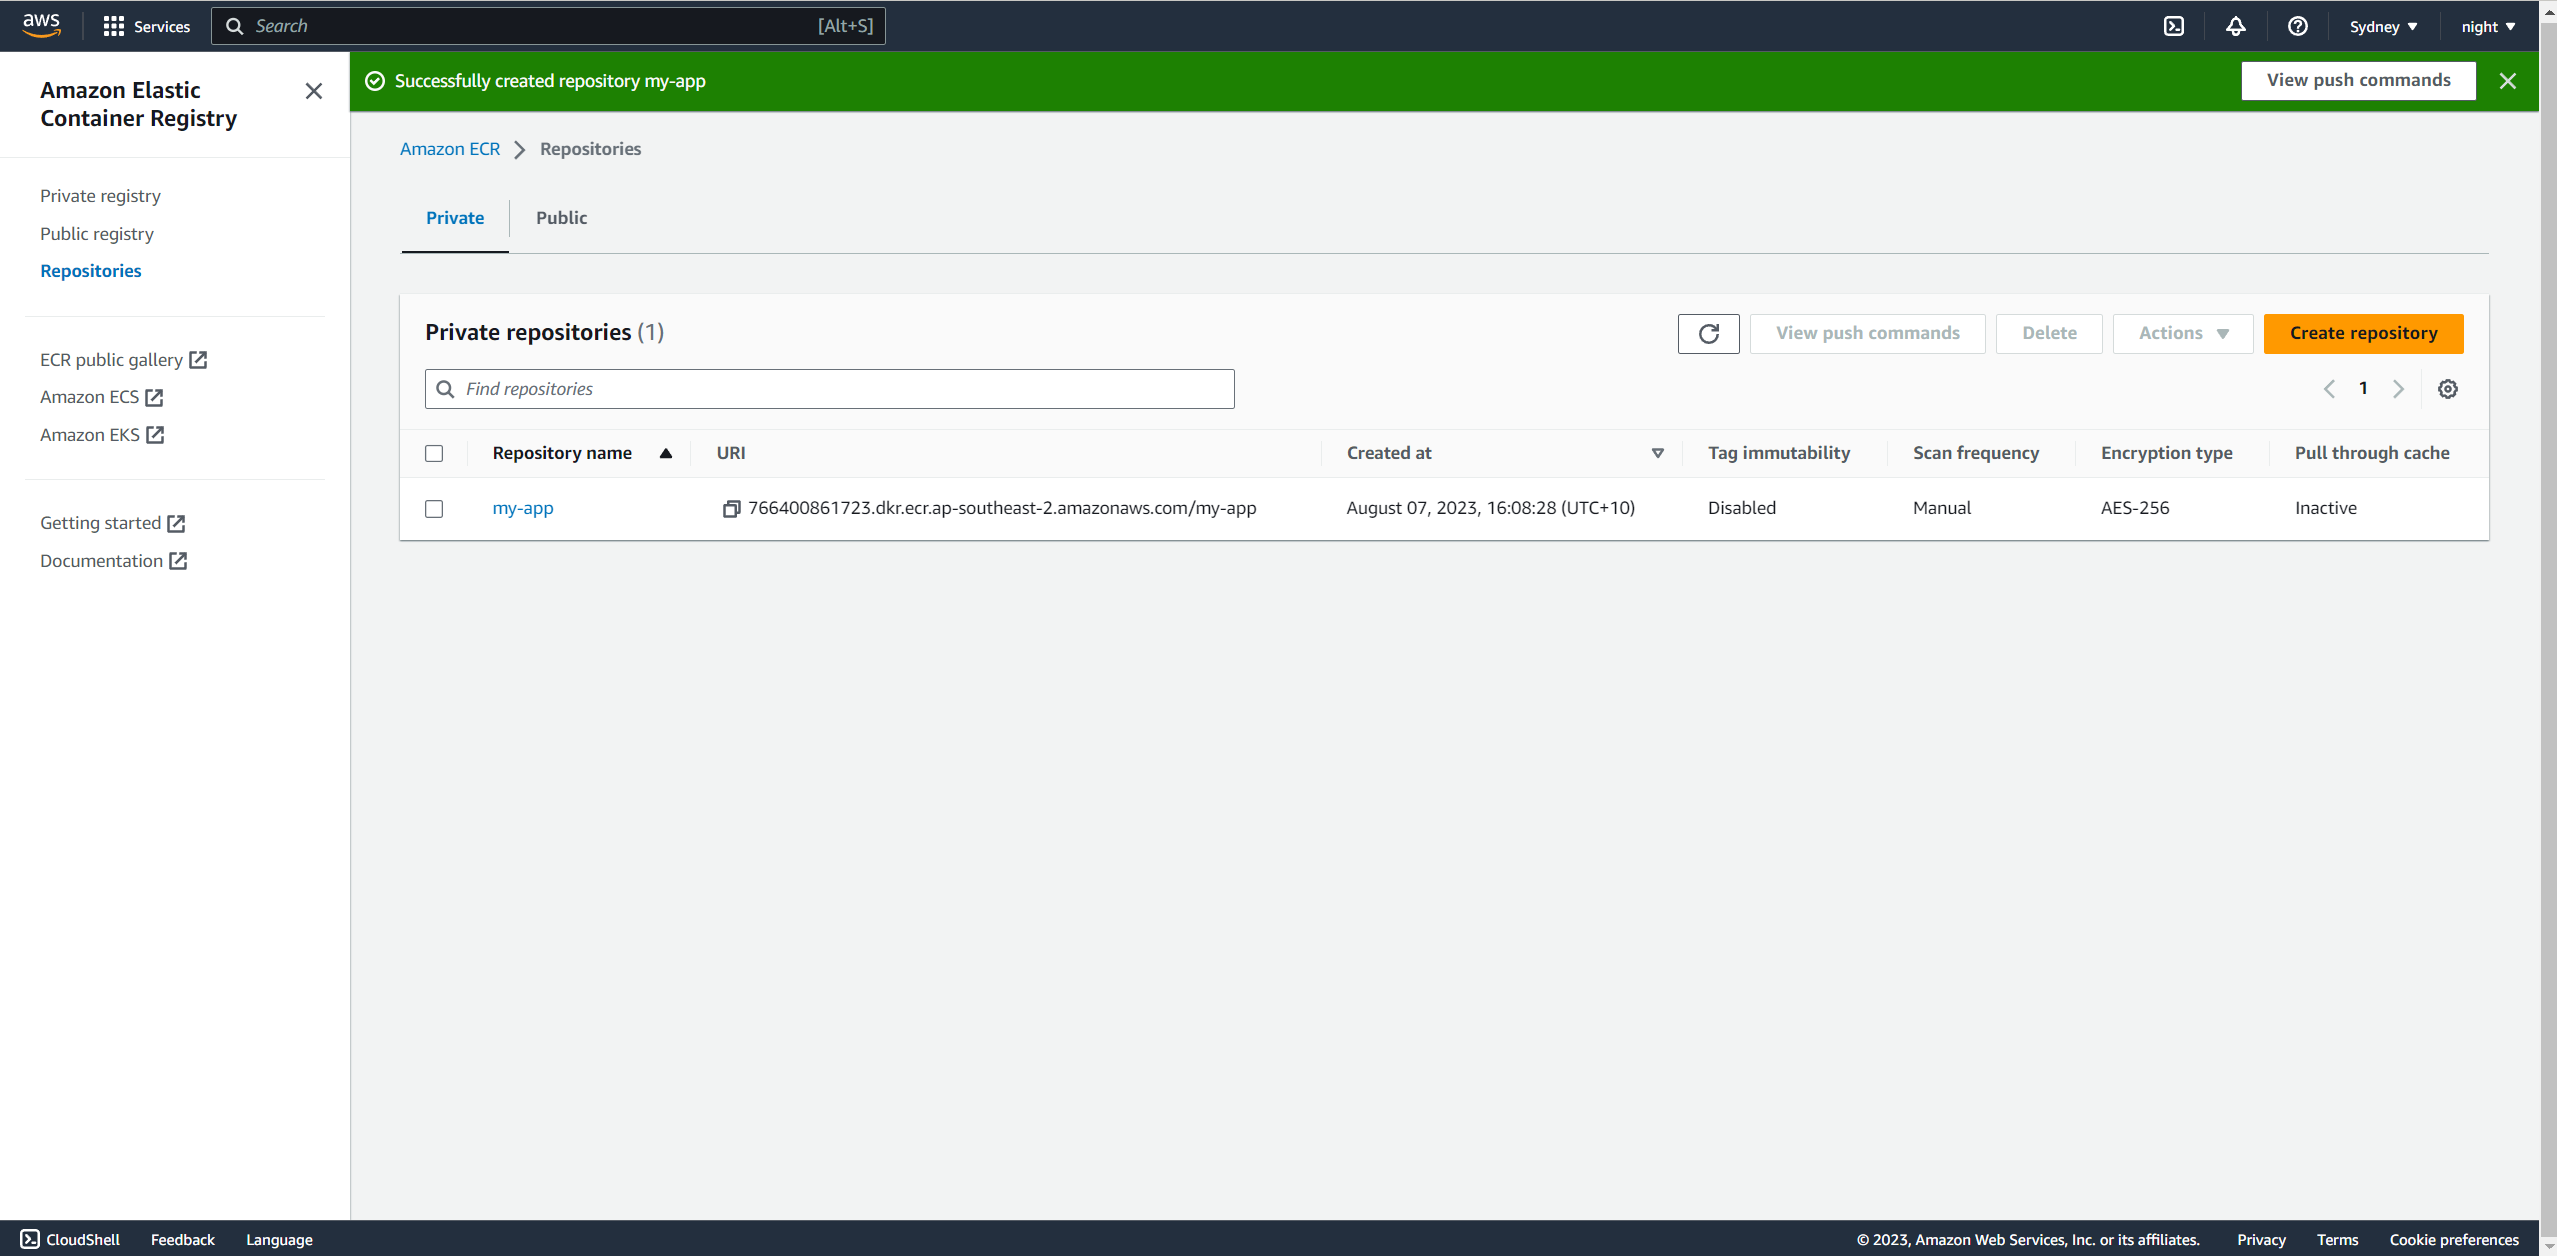 aws Services Search [Alt+S] Sydney night
Amazon Elastic
Container Registry
Private registry
Public registry
Repositories
ECR public gallery
Amazon ECS
Amazon EKS
Getting started
Documentation
Successfully created repository my-app View push commands
Amazon ECR Repositories
Private Public
Private repositories (1) View push commands Delete Actions Create repository
Find repositories 1
Repository name URI Created at Tag immutability Scan frequency Encryption type Pull through cache
my-app 766400861723.dkr.ecr.ap-southeast-2.amazonaws.com/my-app August 07, 2023, 16:08:28 (UTC+10) Disabled Manual AES-256 Inactive
CloudShell Feedback Language © 2023, Amazon Web Services, Inc. or its affiliates. Privacy Terms Cookie preferences